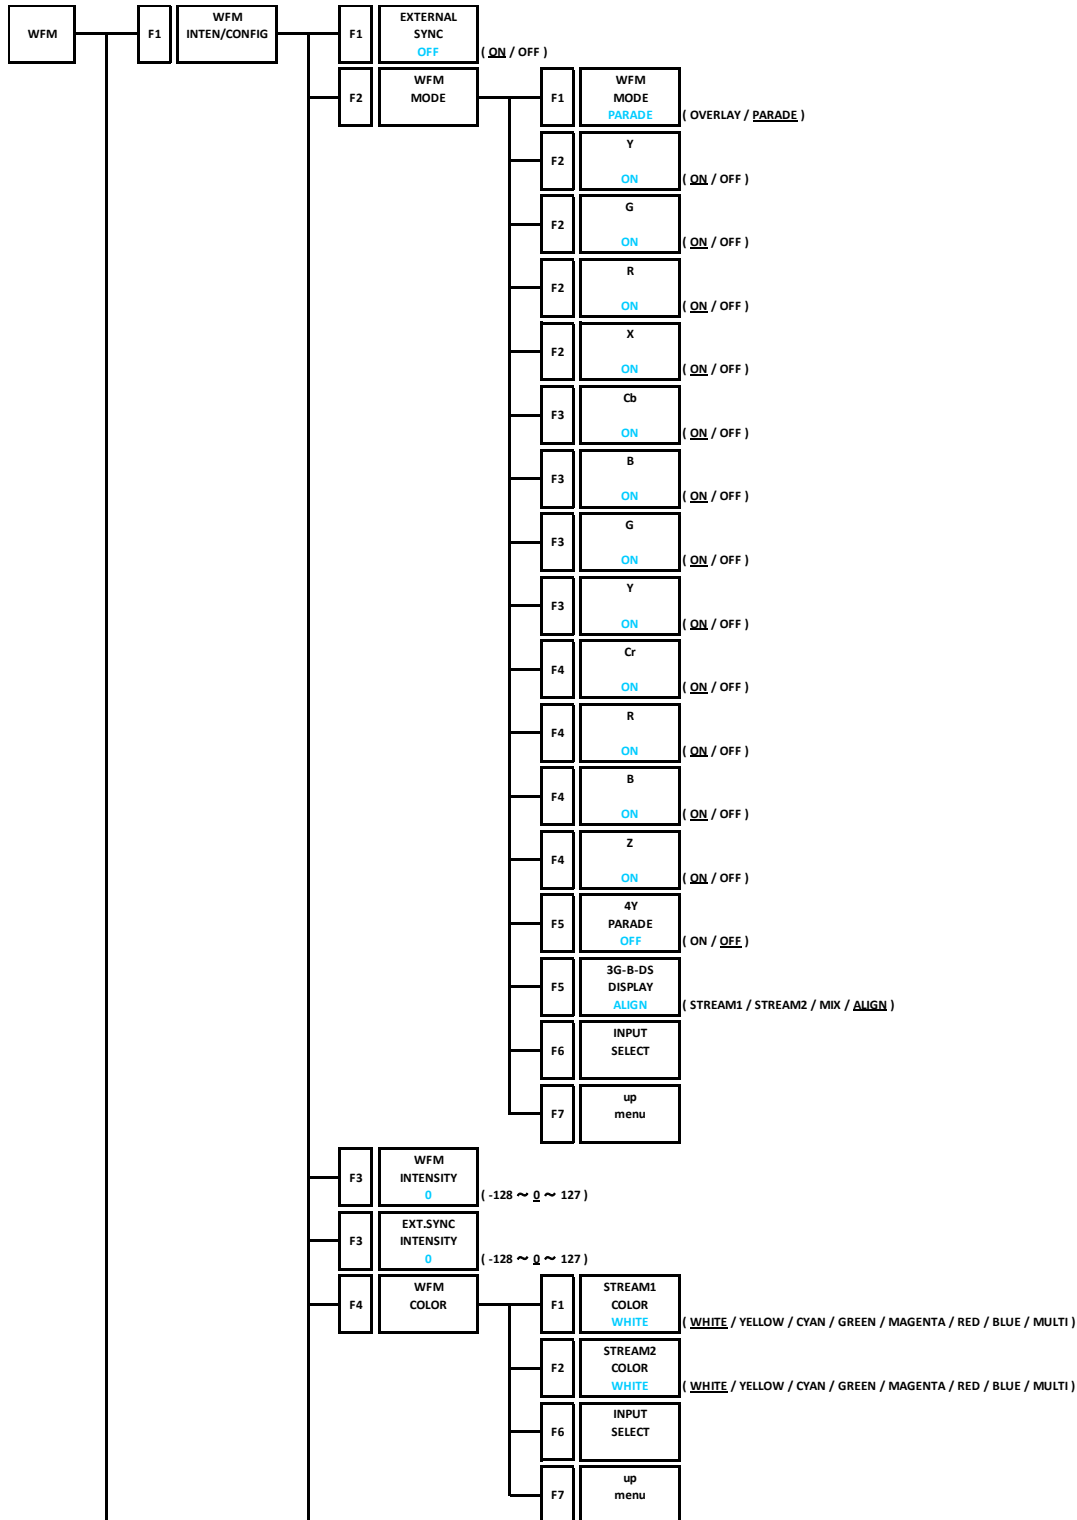 WFM
F1
WFM
INTEN/CONFIG
F1
EXTERNAL
SYNC
OFF
( ON / OFF )
F2
WFM
MODE
F1
WFM
MODE
PARADE
( OVERLAY / PARADE )
F2
Y
ON
( ON / OFF )
F2
G
ON
( ON / OFF )
F2
R
ON
( ON / OFF )
F2
X
ON
( ON / OFF )
F3
Cb
ON
( ON / OFF )
F3
B
ON
( ON / OFF )
F3
G
ON
( ON / OFF )
F3
Y
ON
( ON / OFF )
F4
Cr
ON
( ON / OFF )
F4
R
ON
( ON / OFF )
F4
B
ON
( ON / OFF )
F4
Z
ON
( ON / OFF )
F5
4Y
PARADE
OFF
( ON / OFF )
F5
3G-B-DS
DISPLAY
ALIGN
( STREAM1 / STREAM2 / MIX / ALIGN )
F6
INPUT
SELECT
F7
up
menu
F3
WFM
INTENSITY
0
( -128 ~ 0 ~ 127 )
F3
EXT.SYNC
INTENSITY
0
( -128 ~ 0 ~ 127 )
F4
WFM
COLOR
F1
STREAM1
COLOR
WHITE
( WHITE / YELLOW / CYAN / GREEN / MAGENTA / RED / BLUE / MULTI )
F2
STREAM2
COLOR
WHITE
( WHITE / YELLOW / CYAN / GREEN / MAGENTA / RED / BLUE / MULTI )
F6
INPUT
SELECT
F7
up
menu